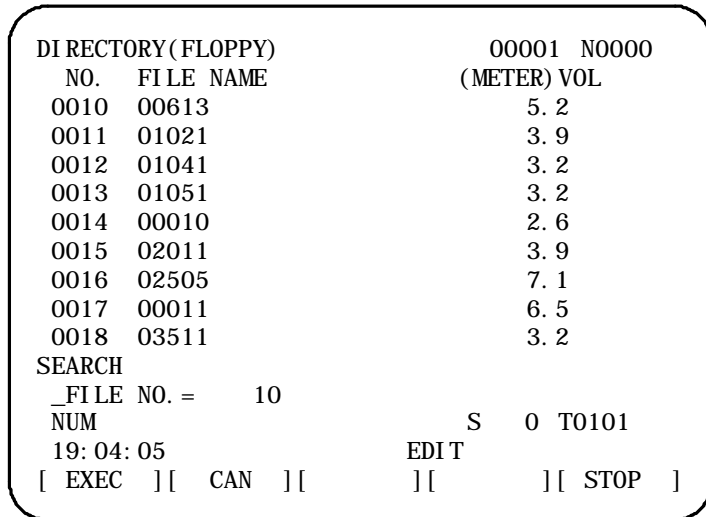 DIRECTORY(FLOPPY) O0001 N0000
NO. FILE NAME (METER) VOL
0010 O0613 5.2
0011 O1021 3.9
0012 O1041 3.2
0013 O1051 3.2
0014 O0010 2.6
0015 O2011 3.9
0016 O2505 7.1
0017 O0011 6.5
0018 O3511 3.2
SEARCH
_FILE NO. = 10
NUM S 0 T0101
19:04:05 EDIT
[ EXEC ][ CAN ][ ][ ][ STOP ]